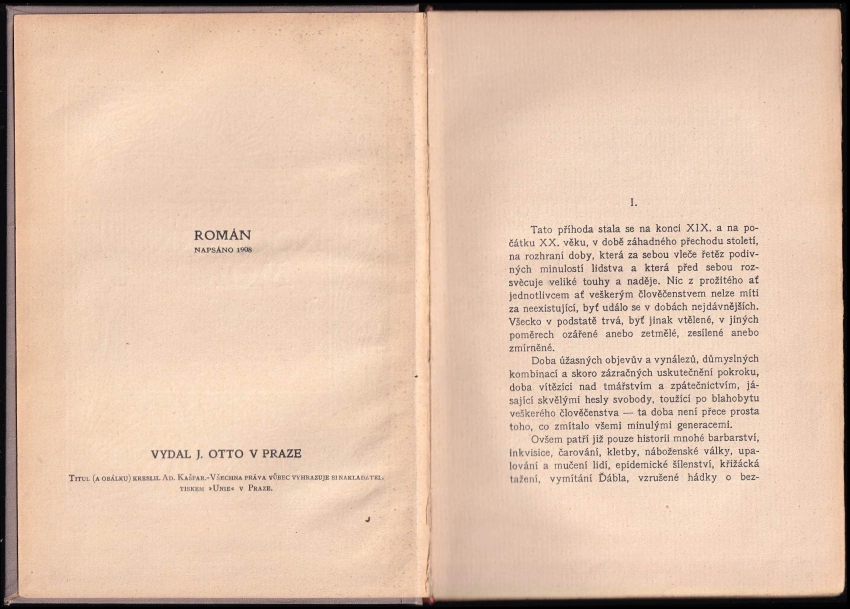 ROMÁN
NAPSÁNO 1908
VYDAL J. OTTO V PRAZE
TITUL (A OBÁLKU) KRESLIL AD. KAŠPAR. - VŠECHNA PRÁVA VŮBEC VYHRAZUJE SI NAKLADATEL.
TISKEM »UNIE« V PRAZE.
I.
Tato příhoda stala se na konci XIX. a na po-
čátku XX. věku, v době záhadného přechodu století,
na rozhraní doby, která za sebou vleče řetěz podiv-
ných minulostí lidstva a která před sebou roz-
svěcuje veliké touhy a naděje. Nic z prožitého ať
jednotlivcem ať veškerým člověčenstvem nelze míti
za neexistující, byť událo se v dobách nejdávnějších.
Všecko v podstatě trvá, byť jinak vtělené, v jiných
poměrech ozářené anebo zetmělé, zesílené anebo
zmírněné.
Doba úžasných objevův a vynálezů, důmyslných
kombinací a skoro zázračných uskutečnění pokroku,
doba vítězící nad tmářstvím a zpátečnictvím, já-
sající skvělými hesly svobody, toužící po blahobytu
veškerého člověčenstva — ta doba není přece prosta
toho, co zmítalo všemi minulými generacemi.
Ovšem patří již pouze historii mnohé barbarství,
inkvisice, čarování, kletby, náboženské války, upa-
lování a mučení lidí, epidemické šílenství, křižácká
tažení, vymítání Ďábla, vzrušené hádky o bez-